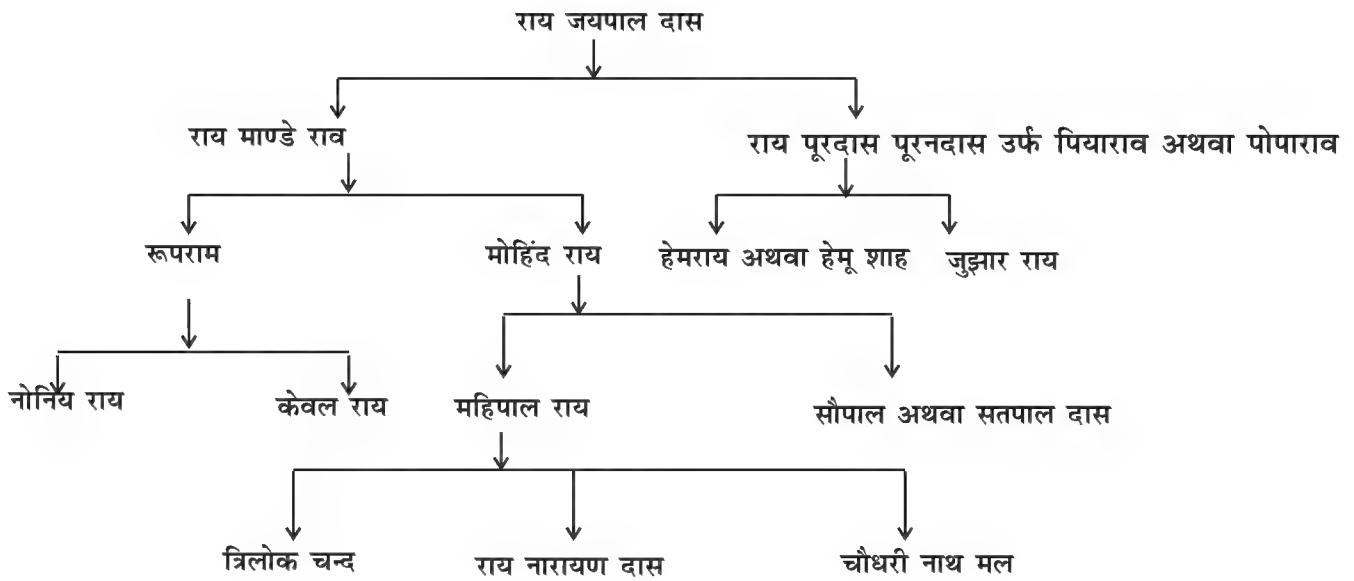 राय जयपाल दास
राय माण्डे राव
राय पूरदास पूरनदास उर्फ पियाराव अथवा पोपाराव
रूपराम
मोहिंद राय
हेमराय अथवा हेमू शाह
जुझार राय
नोनिय राय
केवल राय
महिपाल राय
सौपाल अथवा सतपाल दास
त्रिलोक चन्द
राय नारायण दास
चौधरी नाथ मल